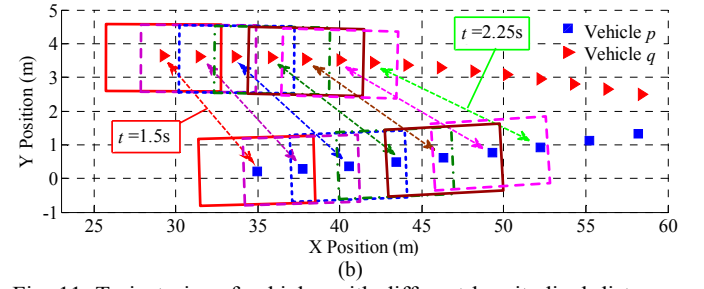 5
4
3
2
1
0
-1
Y Position (m)
t =2.25s
Vehicle p
Vehicle q
t =1.5s
25 30 35 40 45 50 55 60
X Position (m)
(b)